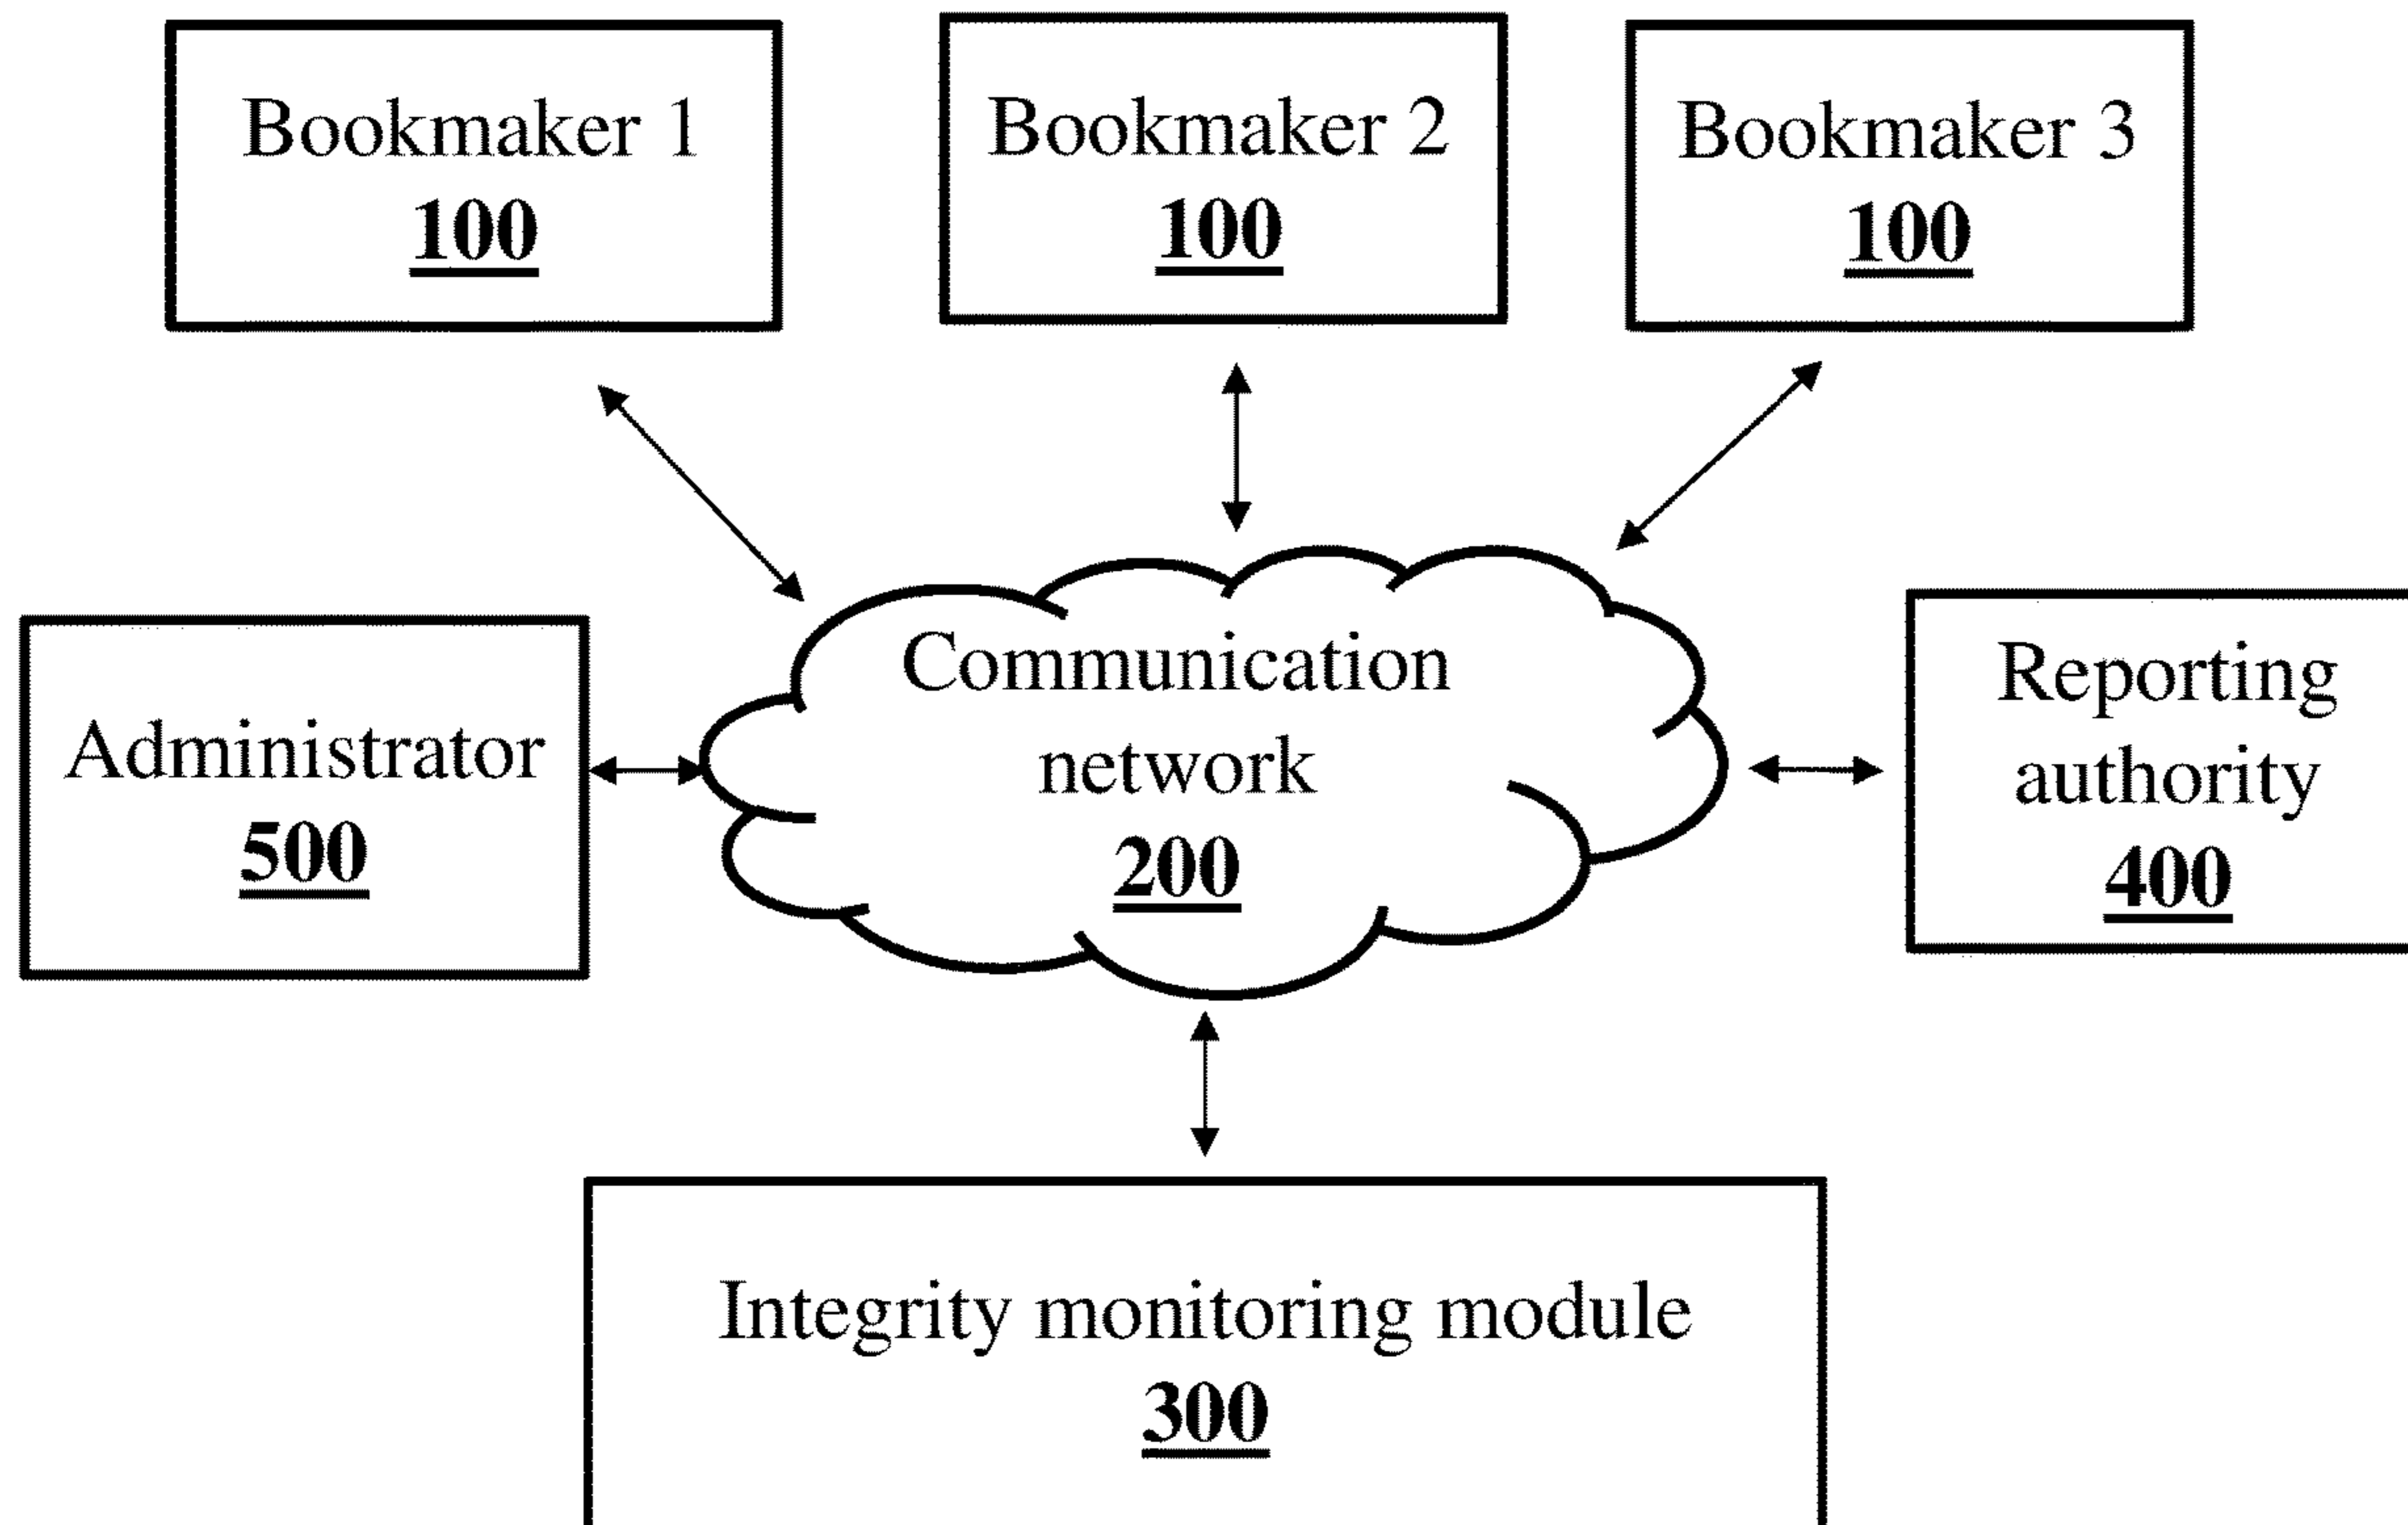 Bookmaker 1
100
Bookmaker 2
100
Bookmaker 3
100
Administrator
500
Communication
network
200
Reporting
authority
400
Integrity monitoring module
300